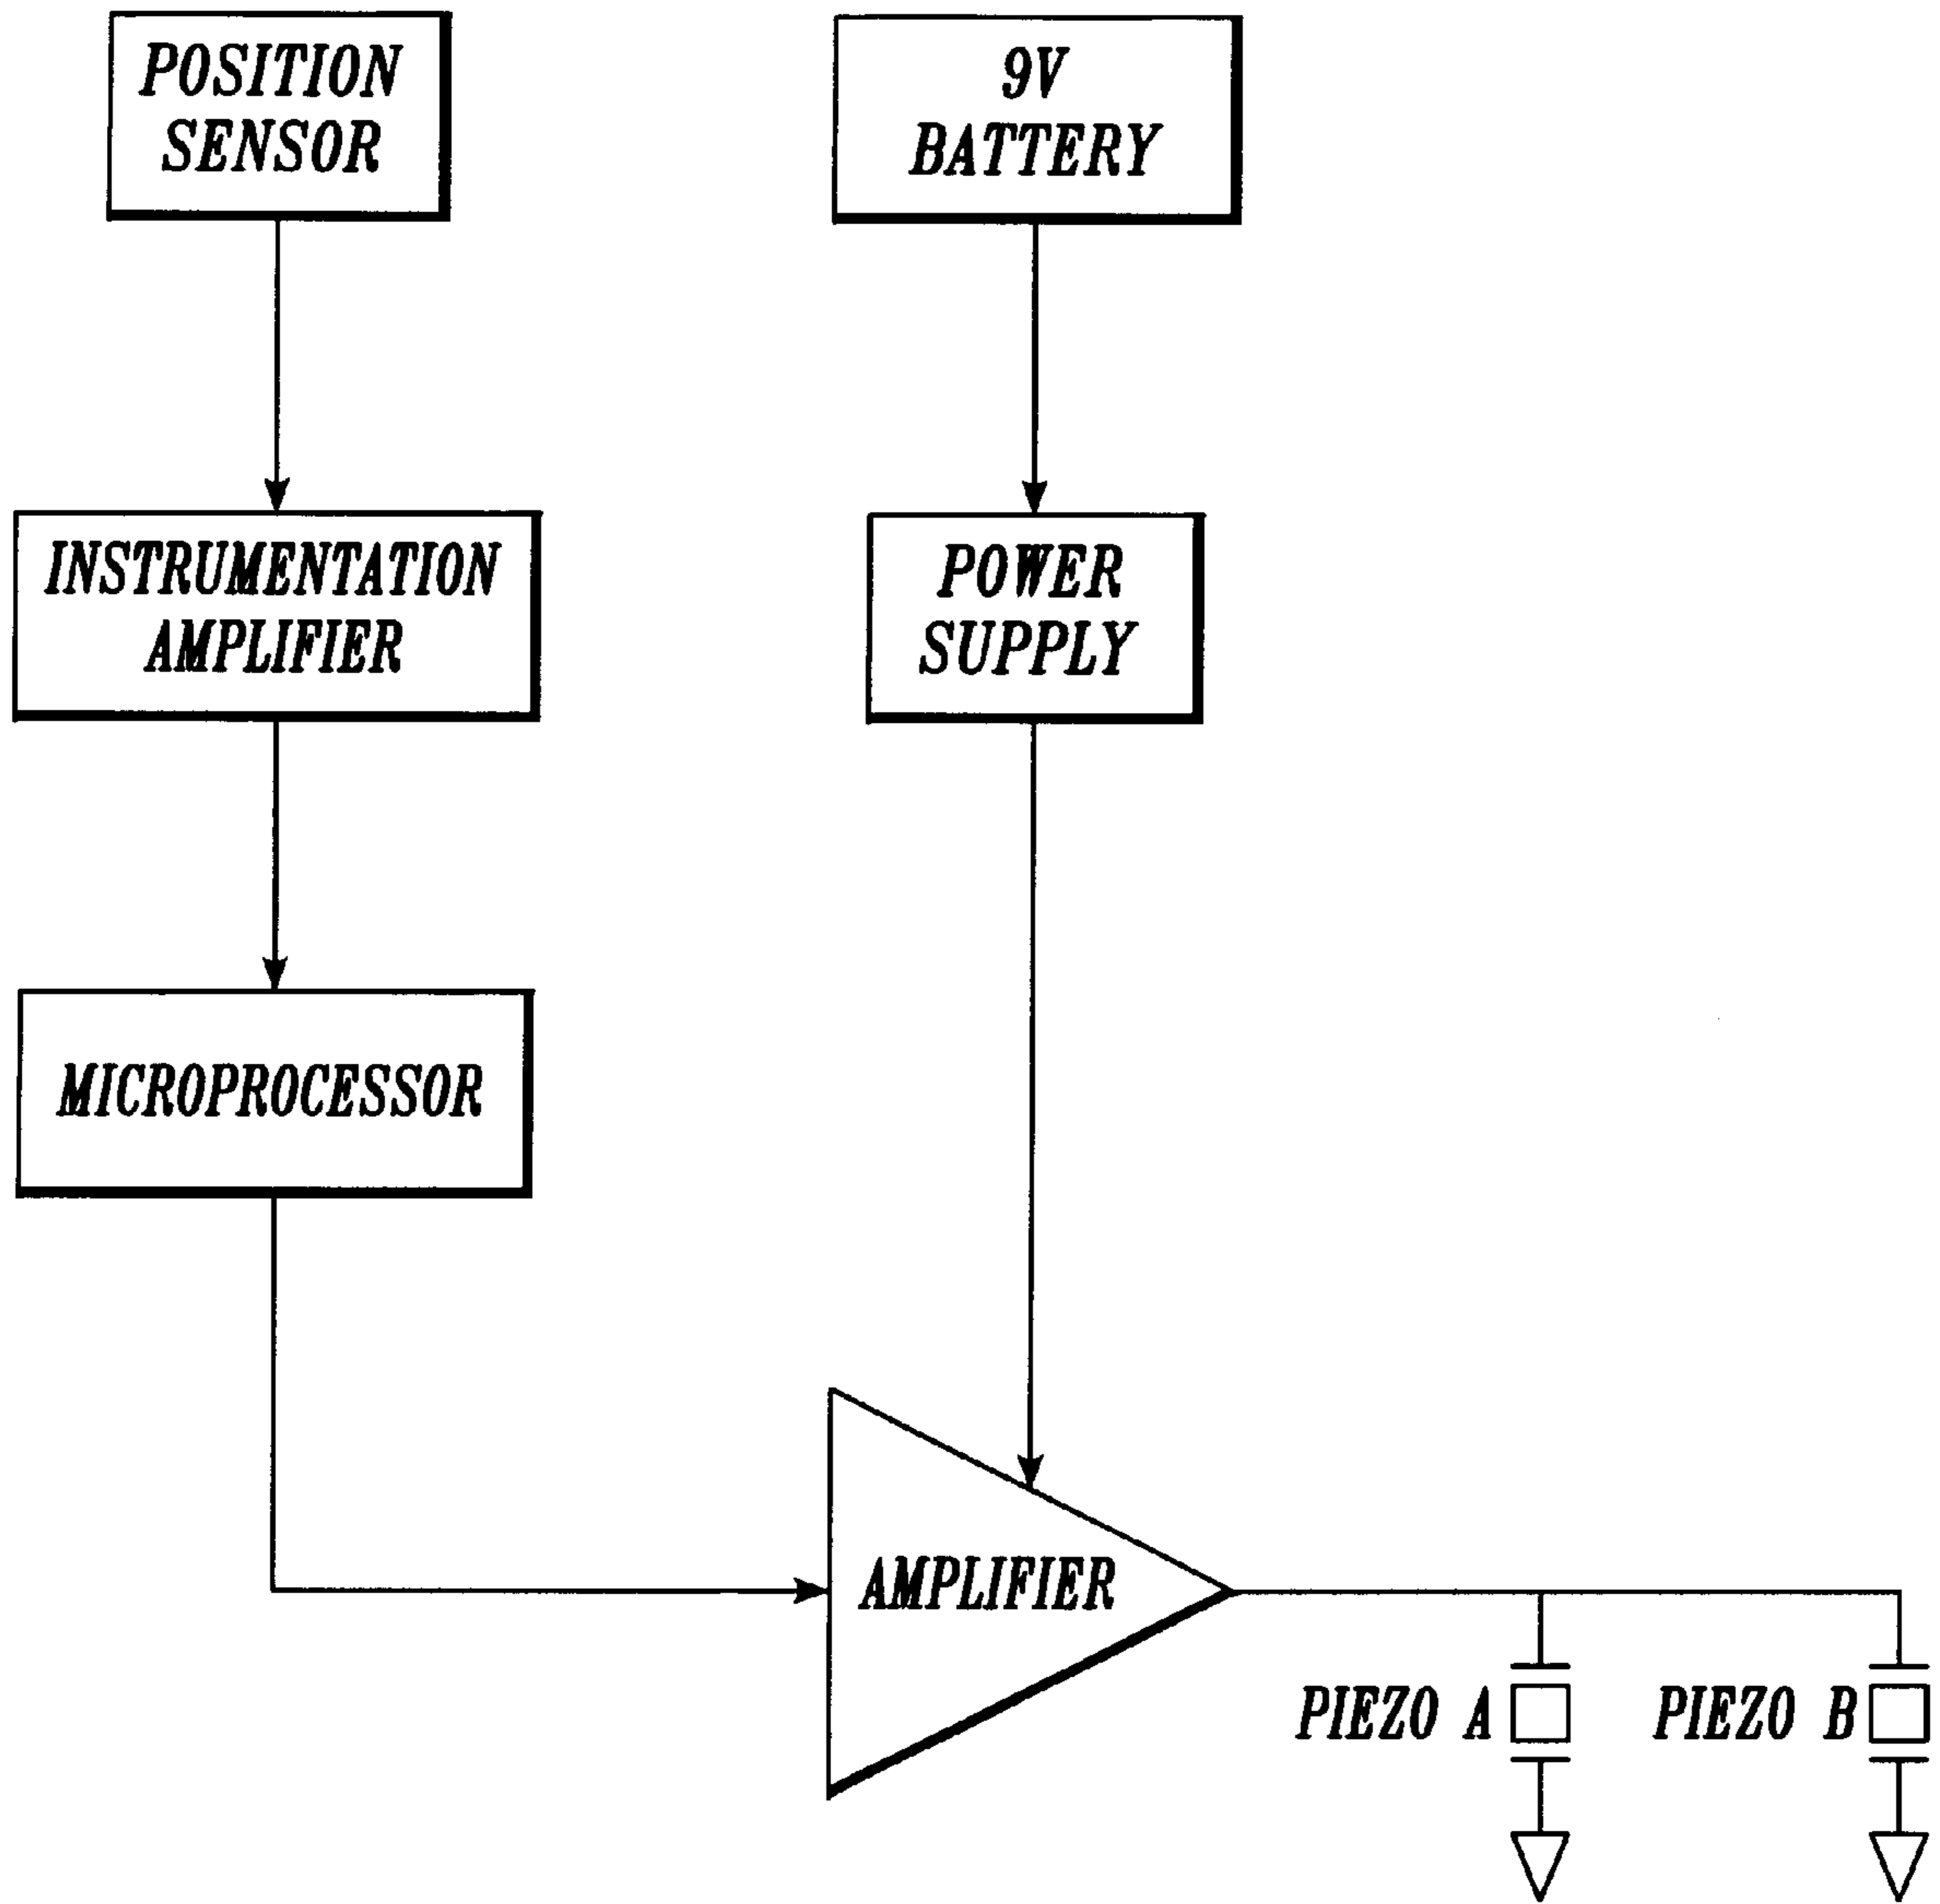 POSITION
SENSOR
9V
BATTERY
INSTRUMENTATION
AMPLIFIER
POWER
SUPPLY
MICROPROCESSOR
AMPLIFIER
PIEZO A
PIEZO B